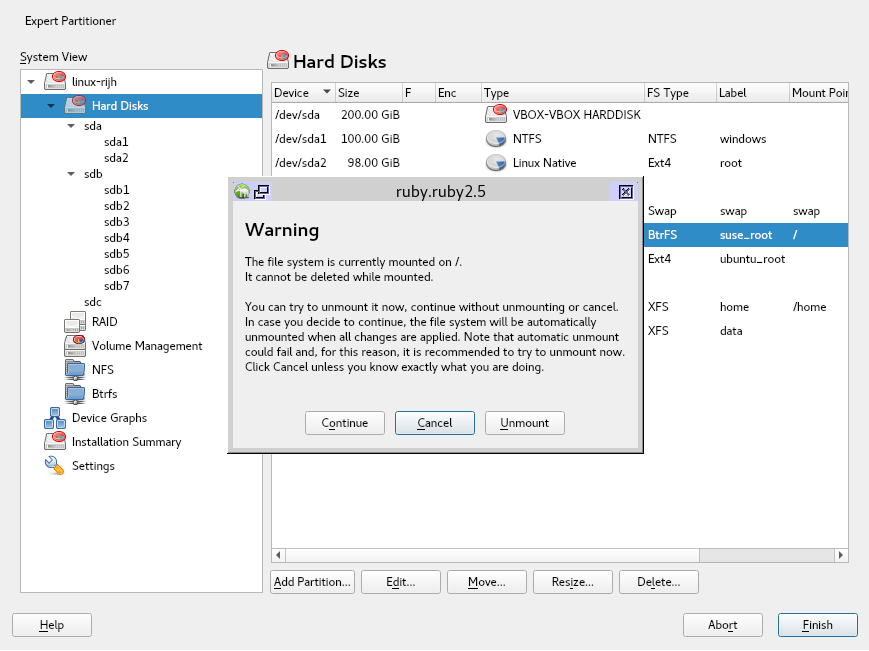 Expert Partitioner
System View
linux-rijh
Hard Disks
sda
sda1
sda2
sdb
sdb1
sdb2
sdb3
sdb4
sdb5
sdb6
sdb7
sdc
RAID
Volume Management
NFS
Btrfs
Device Graphs
Installation Summary
Settings
Hard Disks
Device Size F Enc Type FS Type Label Mount Poin
/dev/sda 200.00 GiB VBOX-VBOX HARDDISK
/dev/sda1 100.00 GiB NTFS NTFS windows
/dev/sda2 98.00 GiB Linux Native Ext4 root
Swap swap swap
BtrFS suse_root /
Ext4 ubuntu_root
XFS home /home
XFS data
ruby.ruby2.5
Warning
The file system is currently mounted on /.
It cannot be deleted while mounted.
You can try to unmount it now, continue without unmounting or cancel.
In case you decide to continue, the file system will be automatically
unmounted when all changes are applied. Note that automatic unmount
could fail and, for this reason, it is recommended to try to unmount now.
Click Cancel unless you know exactly what you are doing.
Continue Cancel Unmount
Add Partition... Edit... Move... Resize... Delete...
Help Abort Finish